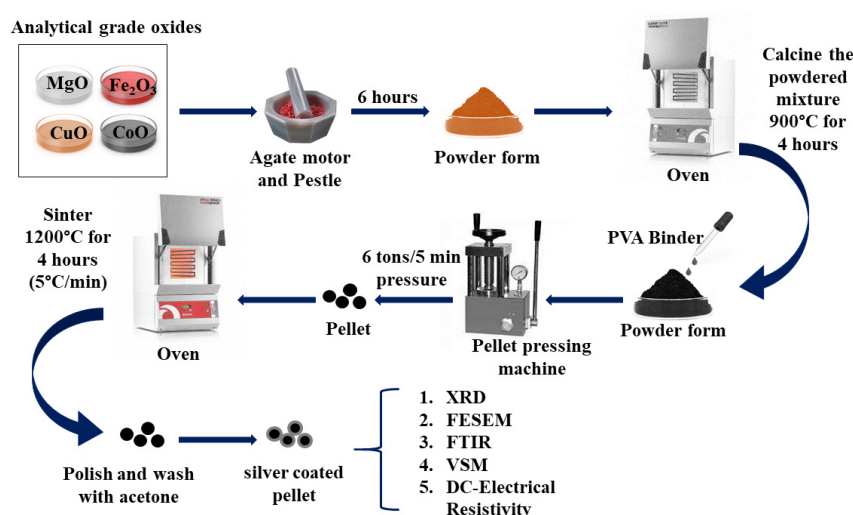 Analytical grade oxides
MgO
Fe₂O₃
CuO
CoO
Agate motor
and Pestle
6 hours
Powder form
Oven
Calcine the
powdered
mixture
900°C for
4 hours
PVA Binder
Powder form
Pellet pressing
machine
6 tons/5 min
pressure
Pellet
Oven
Sinter
1200°C for
4 hours
(5°C/min)
Polish and wash
with acetone
silver coated
pellet
1. XRD
2. FESEM
3. FTIR
4. VSM
5. DC-Electrical
Resistivity